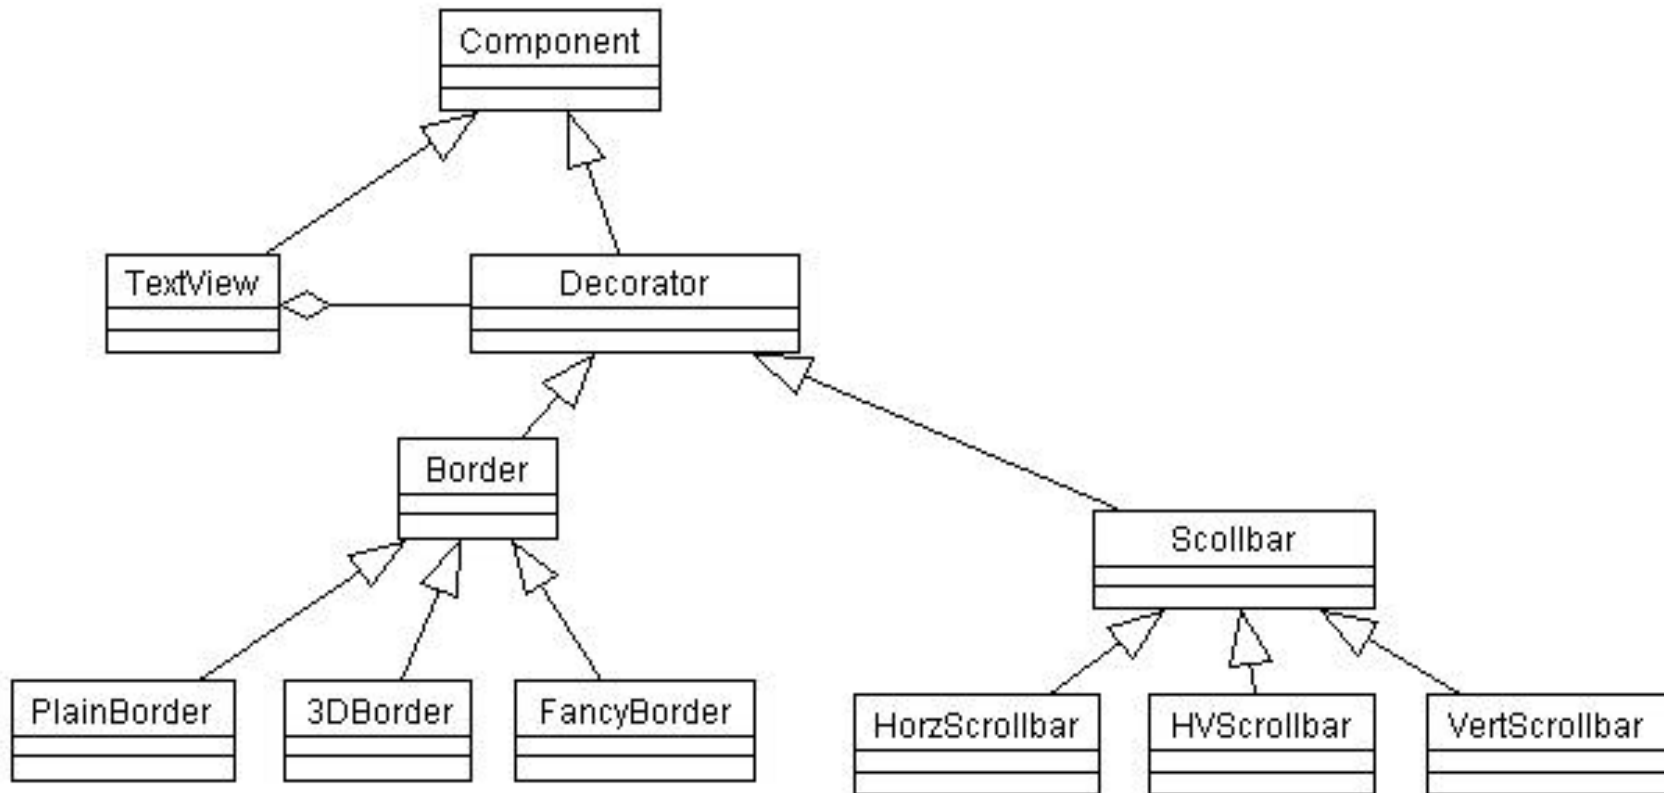 Component
TextView
Decorator
Border
Scollbar
PlainBorder
3DBorder
FancyBorder
HorzScrollbar
HVScrollbar
VertScrollbar